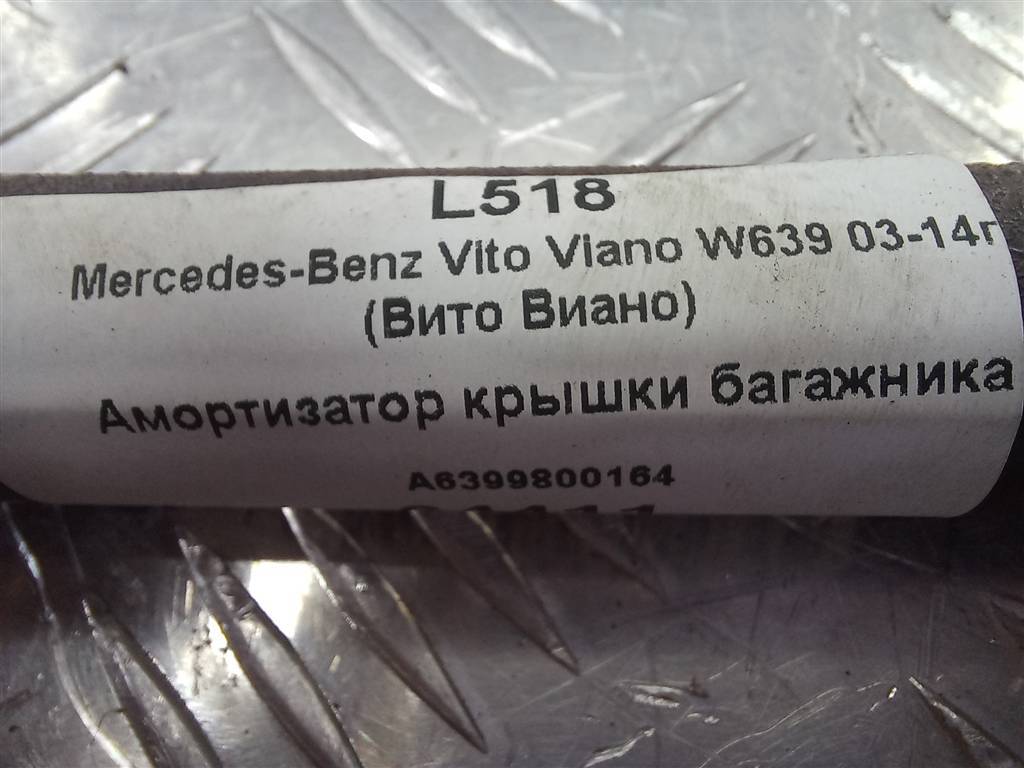 L518
Mercedes-Benz Vito Viano W639 03-14г
(Вито Виано)
Амортизатор крышки багажника
A6399800164